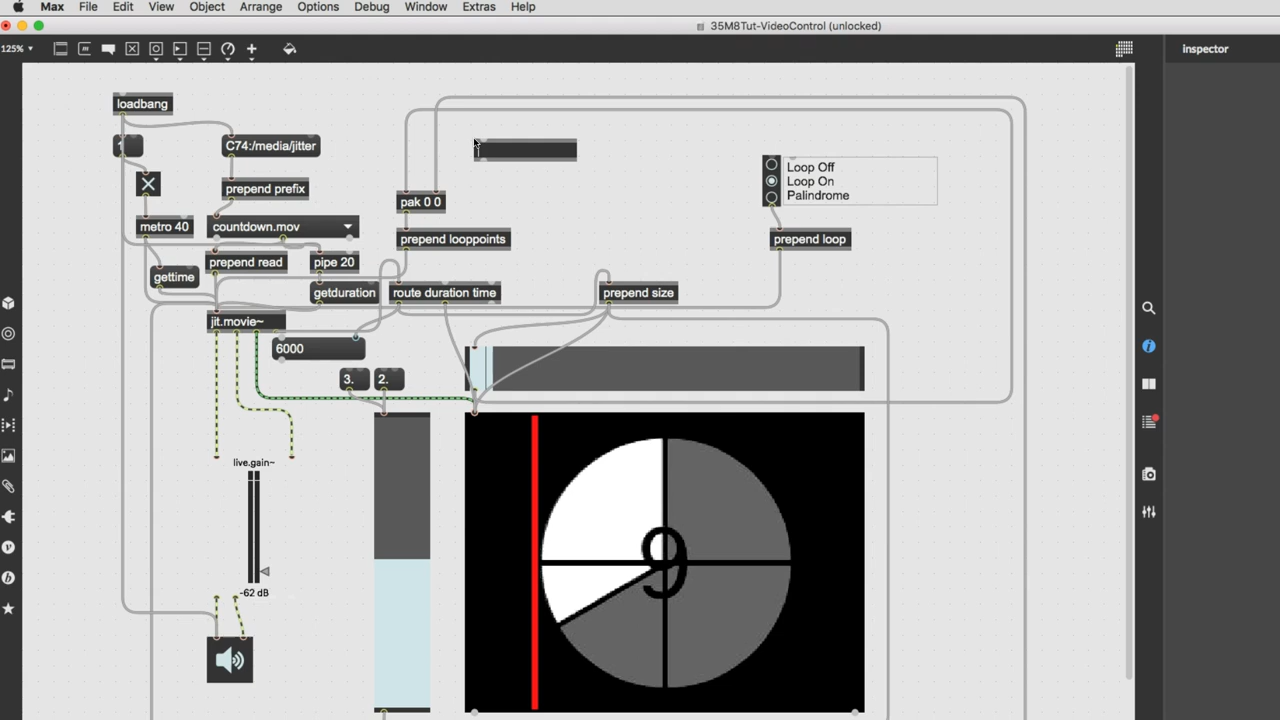 Max File Edit View Object Arrange Options Debug Window Extras Help
35M8Tut-VideoControl (unlocked)
125%
inspector
loadbang
C74:/media/jitter
prepend prefix
metro 40
countdown.mov
prepend read
pipe 20
gettime
getduration
jit.movie~
6000
3.
2.
pak 0 0
prepend looppoints
route duration time
prepend size
Loop Off
Loop On
Palindrome
prepend loop
live.gain~
-62 dB
9